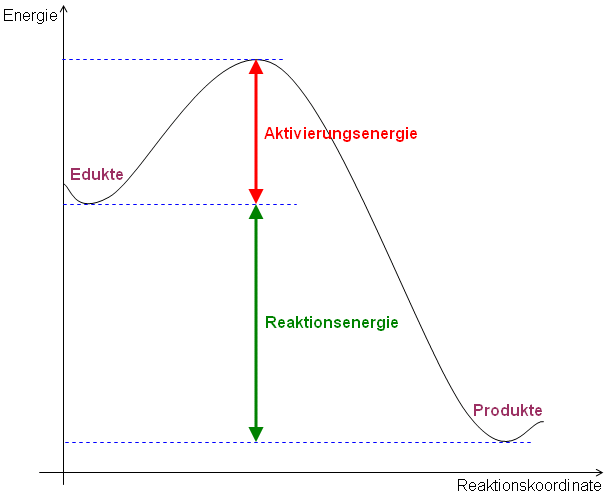 Energie
Aktivierungsenergie
Edukte
Reaktionsenergie
Produkte
Reaktionskoordinate